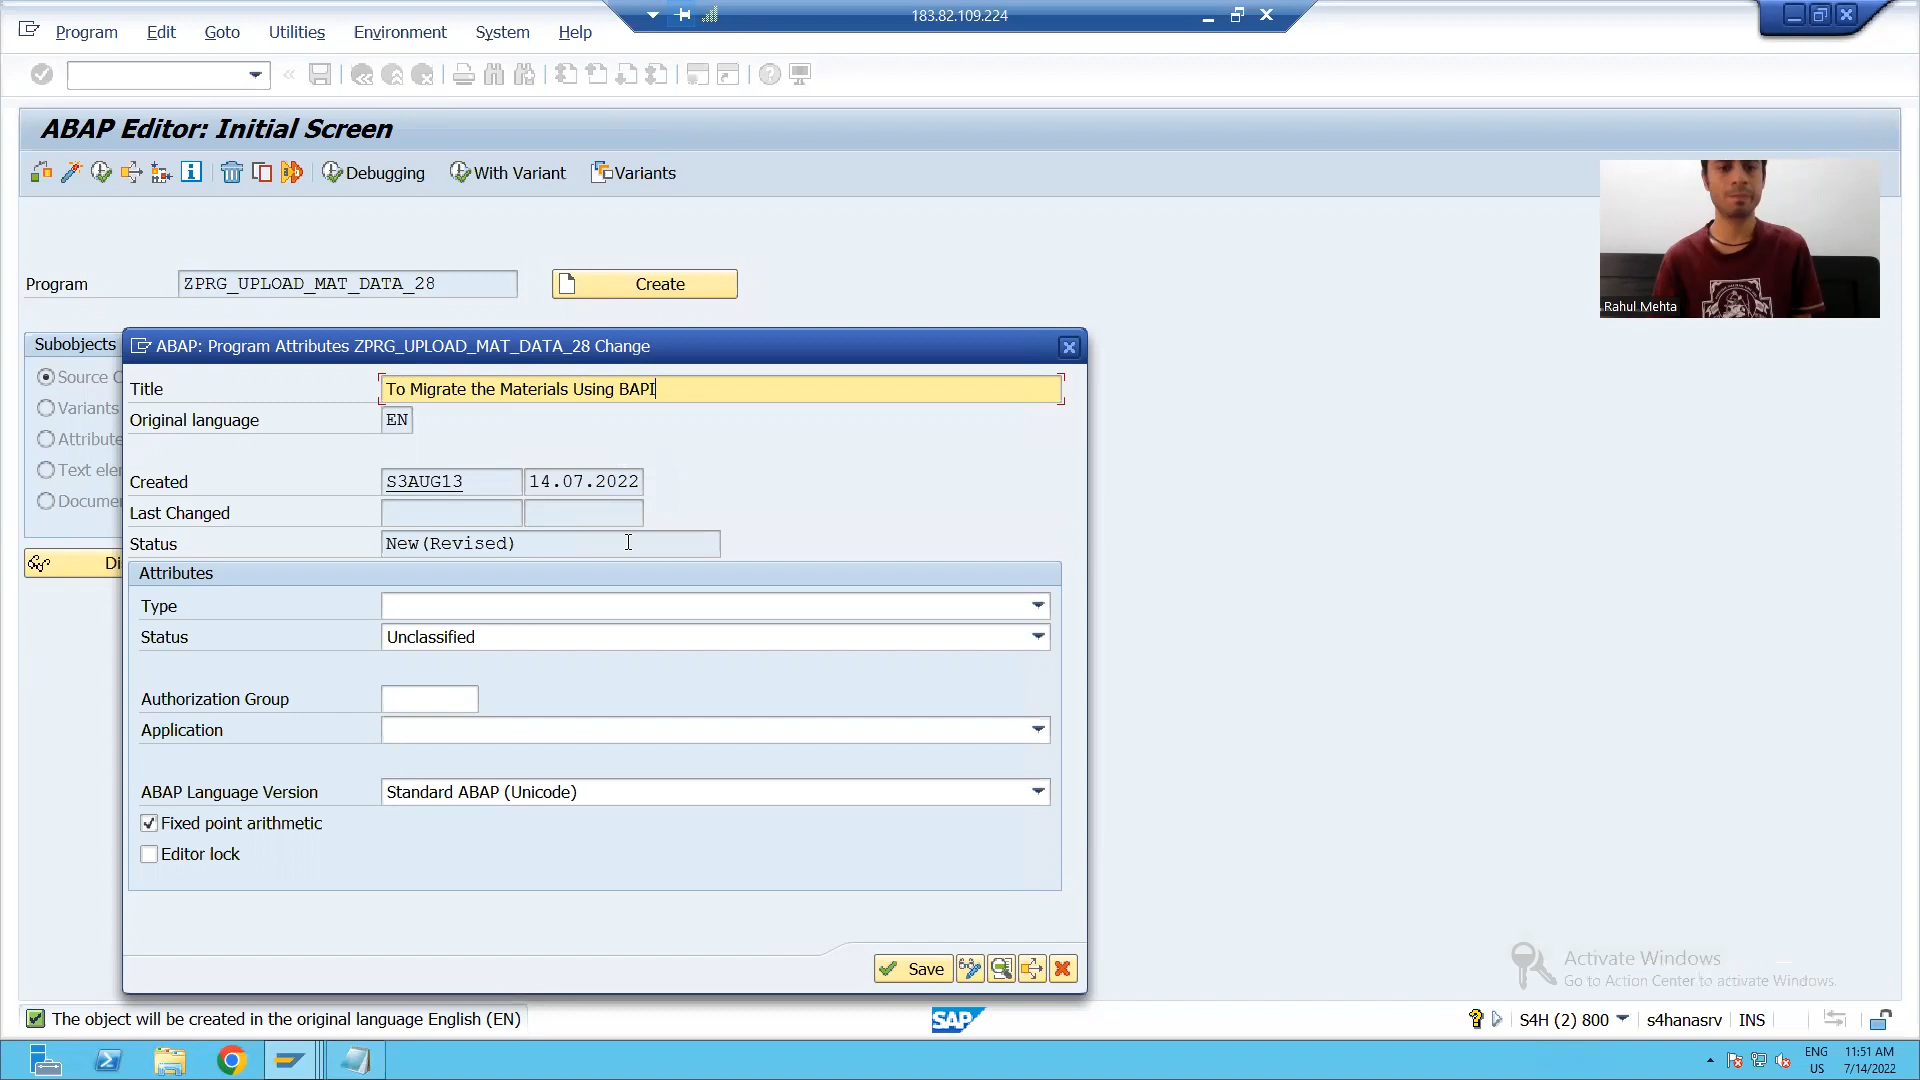 183.82.109.224
Program Edit Goto Utilities Environment System Help
ABAP Editor: Initial Screen
Debugging With Variant Variants
Program ZPRG_UPLOAD_MAT_DATA_28 Create
Rahul Mehta
Subobjects
Source C
Variants
Attribute
Text eler
Docume
Di
ABAP: Program Attributes ZPRG_UPLOAD_MAT_DATA_28 Change
Title To Migrate the Materials Using BAPI
Original language EN
Created S3AUG13 14.07.2022
Last Changed
Status New(Revised)
Attributes
Type
Status Unclassified
Authorization Group
Application
ABAP Language Version Standard ABAP (Unicode)
Fixed point arithmetic
Editor lock
Save
Activate Windows
Go to Action Center to activate Windows.
The object will be created in the original language English (EN)
SAP
S4H (2) 800 s4hanasrv INS
ENG 11:51 AM
US 7/14/2022